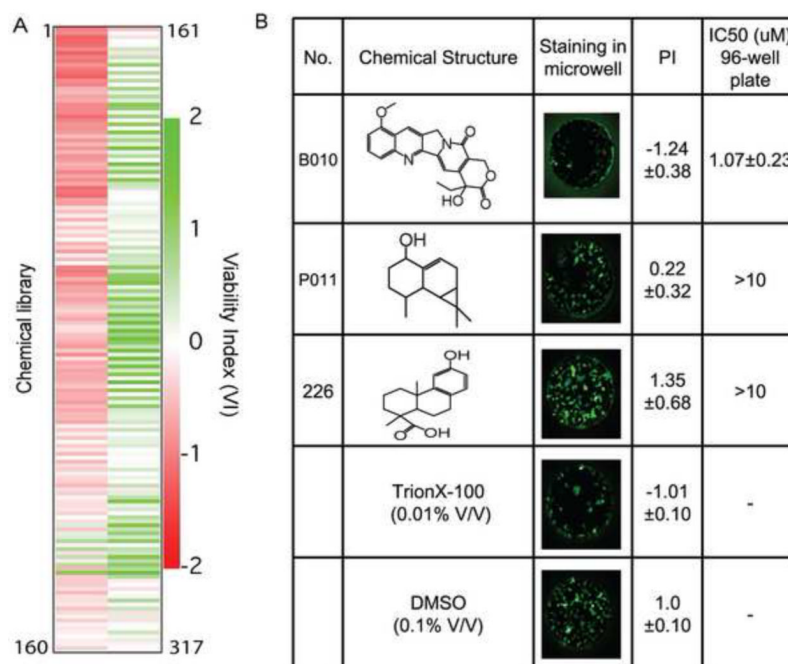 A
1
161
2
1
0
-1
-2
Chemical library
Viability Index (VI)
160
317
B
No.
Chemical Structure
Staining in
microwell
PI
IC50 (uM)
96-well
plate
B010
O
N
N
O
O
HO
O
-1.24
±0.38
1.07±0.23
P011
OH
0.22
±0.32
>10
226
OH
O
OH
1.35
±0.68
>10
TrionX-100
(0.01% V/V)
-1.01
±0.10
-
DMSO
(0.1% V/V)
1.0
±0.10
-